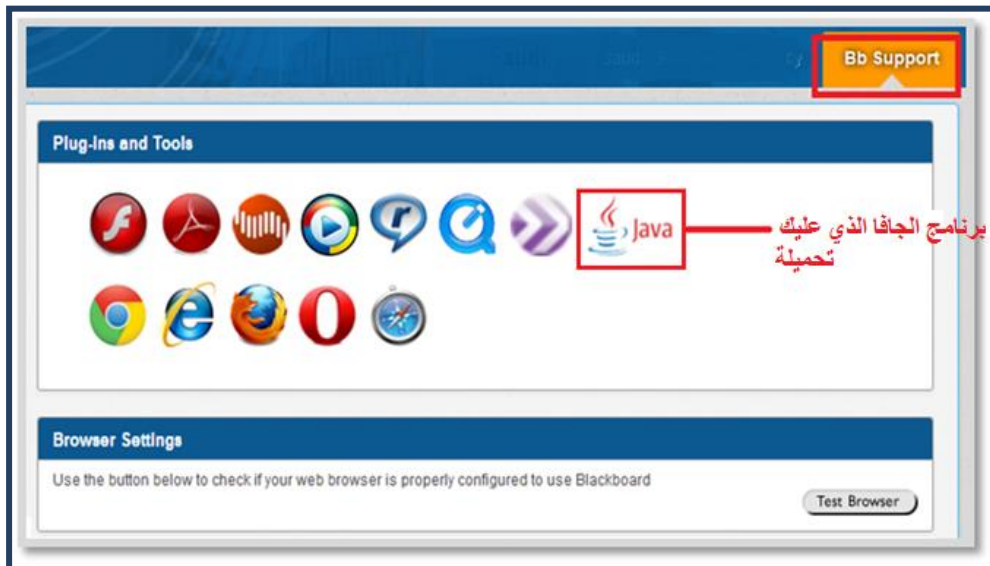 Bb Support
Plug-Ins and Tools
Java
برنامج الجافا الذي عليك
تحميلة
Browser Settings
Use the button below to check if your web browser is properly configured to use Blackboard
Test Browser